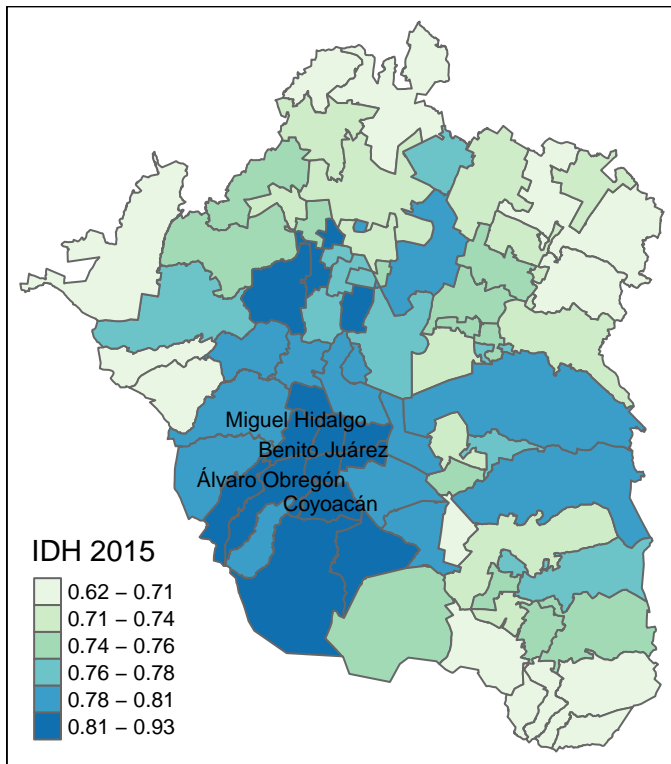 Miguel Hidalgo
Benito Juárez
Álvaro Obregón
Coyoacán
IDH 2015
0.62 − 0.71
0.71 − 0.74
0.74 − 0.76
0.76 − 0.78
0.78 − 0.81
0.81 − 0.93